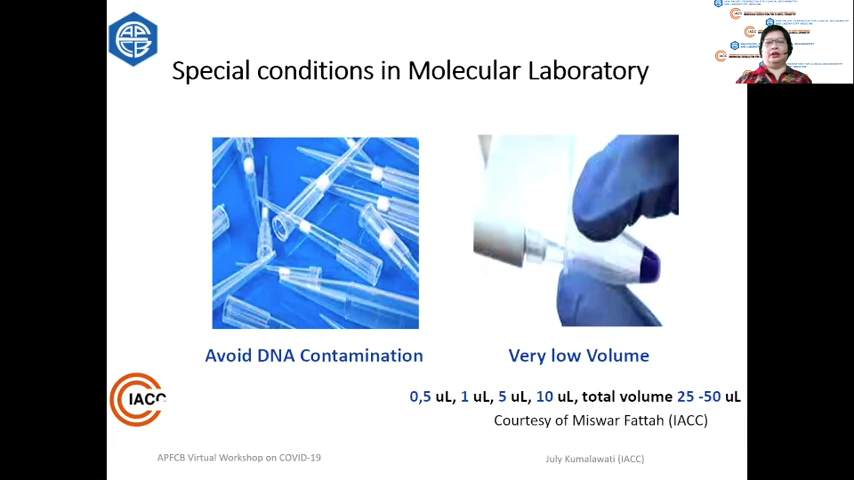 APFCB
Special conditions in Molecular Laboratory
Avoid DNA Contamination
Very low Volume
0,5 uL, 1 uL, 5 uL, 10 uL, total volume 25 -50 uL
Courtesy of Miswar Fattah (IACC)
IACC
APFCB Virtual Workshop on COVID-19
July Kumalawati (IACC)